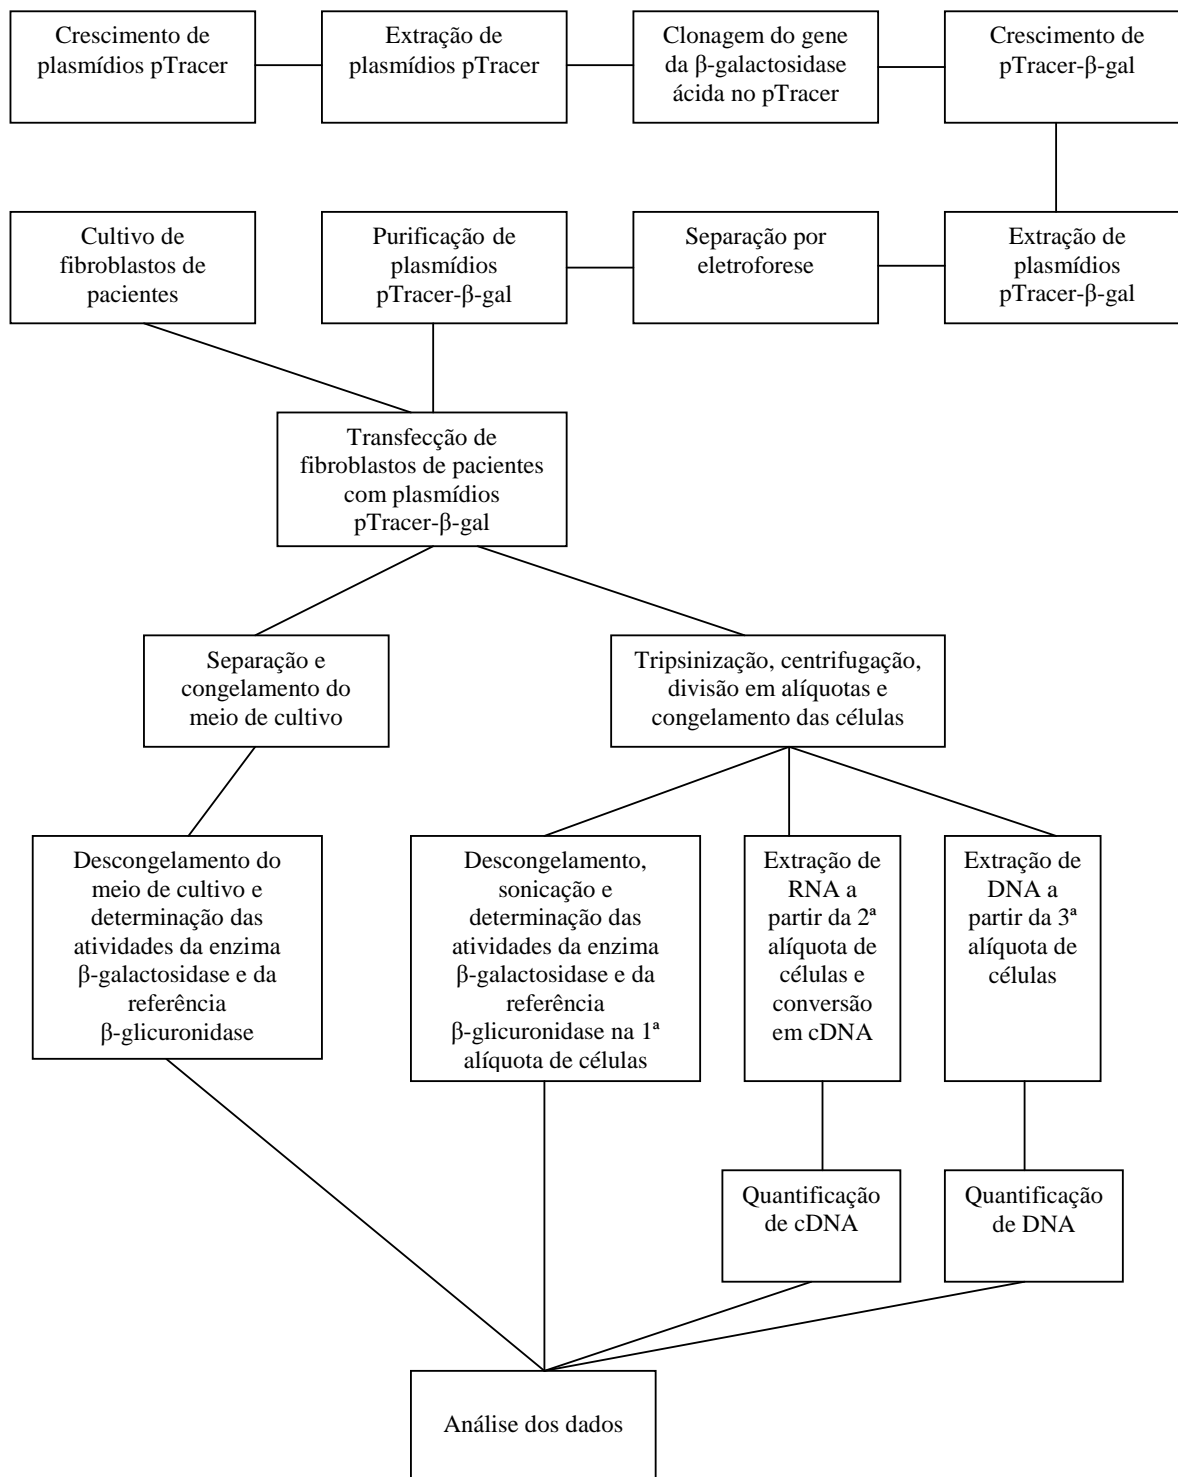 Crescimento de
plasmídios pTracer
Extração de
plasmídios pTracer
Clonagem do gene
da β-galactosidase
ácida no pTracer
Crescimento de
pTracer-β-gal
Cultivo de
fibroblastos de
pacientes
Purificação de
plasmídios
pTracer-β-gal
Separação por
eletroforese
Extração de
plasmídios
pTracer-β-gal
Transfecção de
fibroblastos de pacientes
com plasmídios
pTracer-β-gal
Separação e
congelamento do
meio de cultivo
Tripsinização, centrifugação,
divisão em alíquotas e
congelamento das células
Descongelamento do
meio de cultivo e
determinação das
atividades da enzima
β-galactosidase e da
referência
β-glicuronidase
Descongelamento,
sonicação e
determinação das
atividades da enzima
β-galactosidase e da
referência
β-glicuronidase na 1ª
alíquota de células
Extração de
RNA a
partir da 2ª
alíquota de
células e
conversão
em cDNA
Extração de
DNA a
partir da 3ª
alíquota de
células
Quantificação
de cDNA
Quantificação
de DNA
Análise dos dados